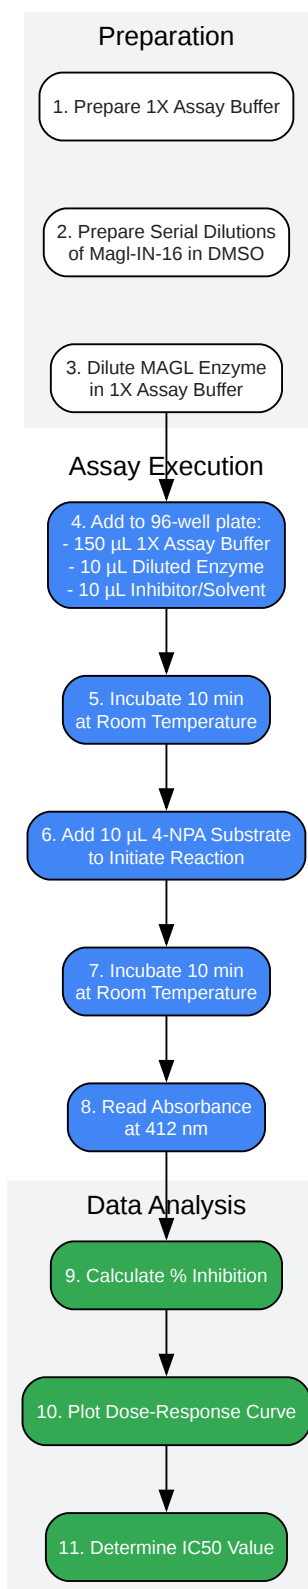 Preparation
1. Prepare 1X Assay Buffer
2. Prepare Serial Dilutions
of Magl-IN-16 in DMSO
3. Dilute MAGL Enzyme
in 1X Assay Buffer
Assay Execution
4. Add to 96-well plate:
- 150 µL 1X Assay Buffer
- 10 µL Diluted Enzyme
- 10 µL Inhibitor/Solvent
5. Incubate 10 min
at Room Temperature
6. Add 10 µL 4-NPA Substrate
to Initiate Reaction
7. Incubate 10 min
at Room Temperature
8. Read Absorbance
at 412 nm
Data Analysis
9. Calculate % Inhibition
10. Plot Dose-Response Curve
11. Determine IC50 Value